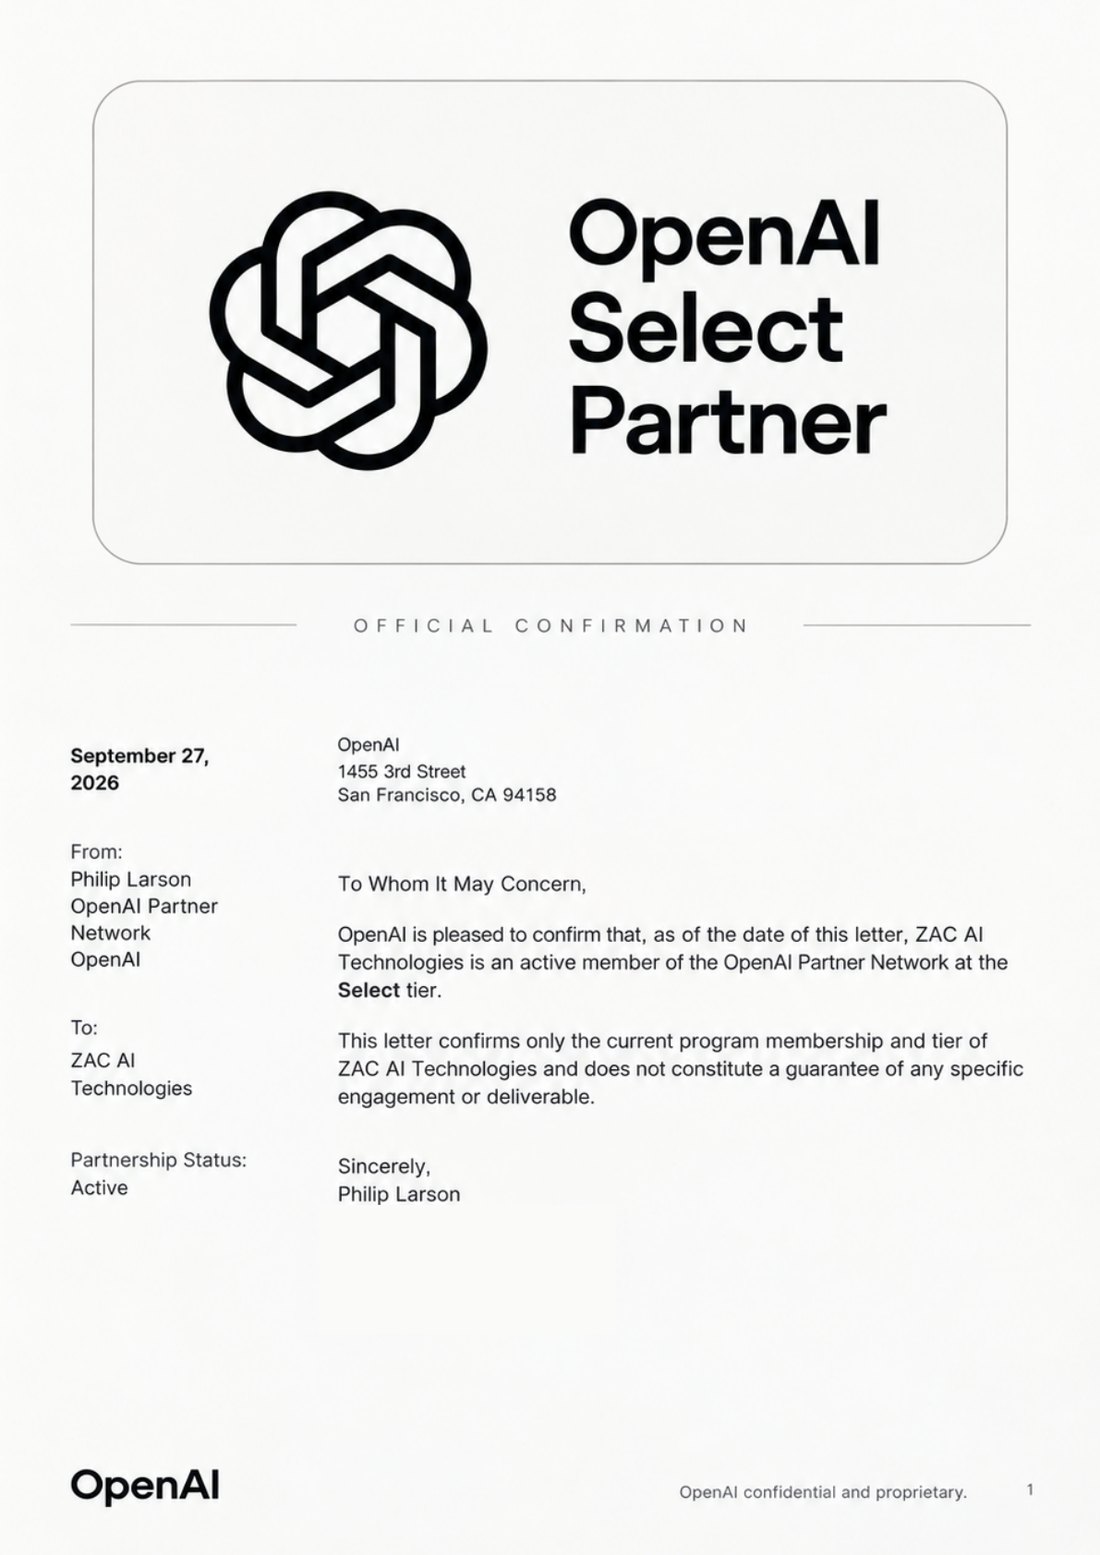 OpenAI
Select
Partner
OFFICIAL CONFIRMATION
September 27,
2026
From:
Philip Larson
OpenAI Partner
Network
OpenAI
To:
ZAC AI
Technologies
Partnership Status:
Active
OpenAI
1455 3rd Street
San Francisco, CA 94158
To Whom It May Concern,
OpenAI is pleased to confirm that, as of the date of this letter, ZAC AI
Technologies is an active member of the OpenAI Partner Network at the
Select tier.
This letter confirms only the current program membership and tier of
ZAC AI Technologies and does not constitute a guarantee of any specific
engagement or deliverable.
Sincerely,
Philip Larson
OpenAI
OpenAI confidential and proprietary.
1